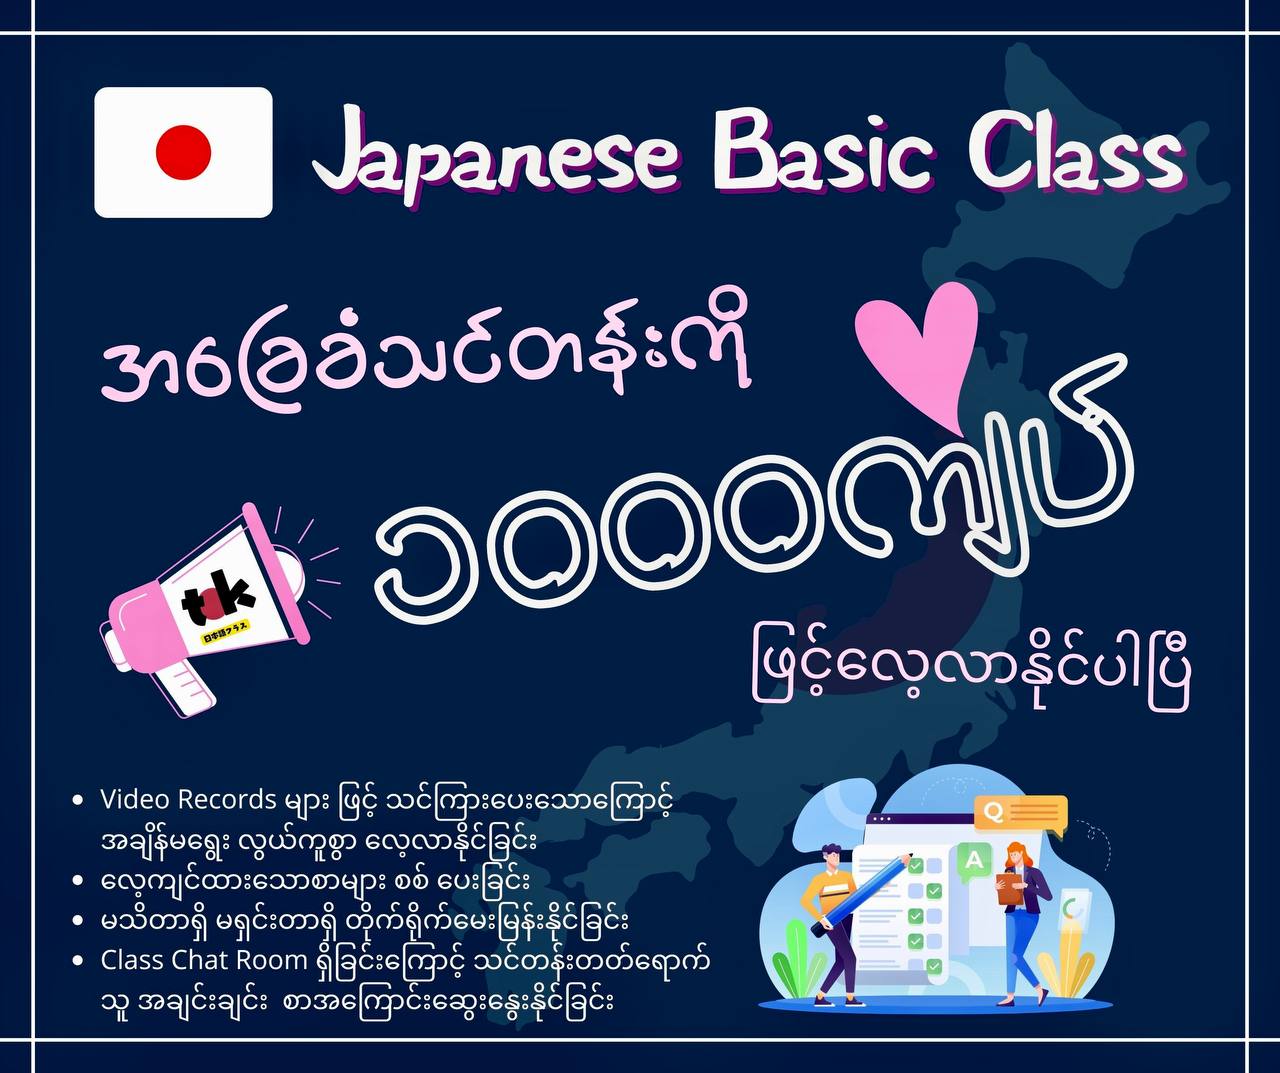 Japanese Basic Class
အခြေခံသင်တန်းကို
၁၀၀၀ကျပ်
tok
日本語クラス
ဖြင့်လေ့လာနိုင်ပါပြီ
Video Records များ ဖြင့် သင်ကြားပေးသောကြောင့်
အချိန်မရွေး လွယ်ကူစွာ လေ့လာနိုင်ခြင်း
လေ့ကျင်ထားသောစာများ စစ် ပေးခြင်း
မသိတာရှိ မရှင်းတာရှိ တိုက်ရိုက်မေးမြန်းနိုင်ခြင်း
Class Chat Room ရှိခြင်းကြောင့် သင်တန်းတတ်ရောက်
သူ အချင်းချင်း စာအကြောင်းဆွေးနွေးနိုင်ခြင်း
Q
A